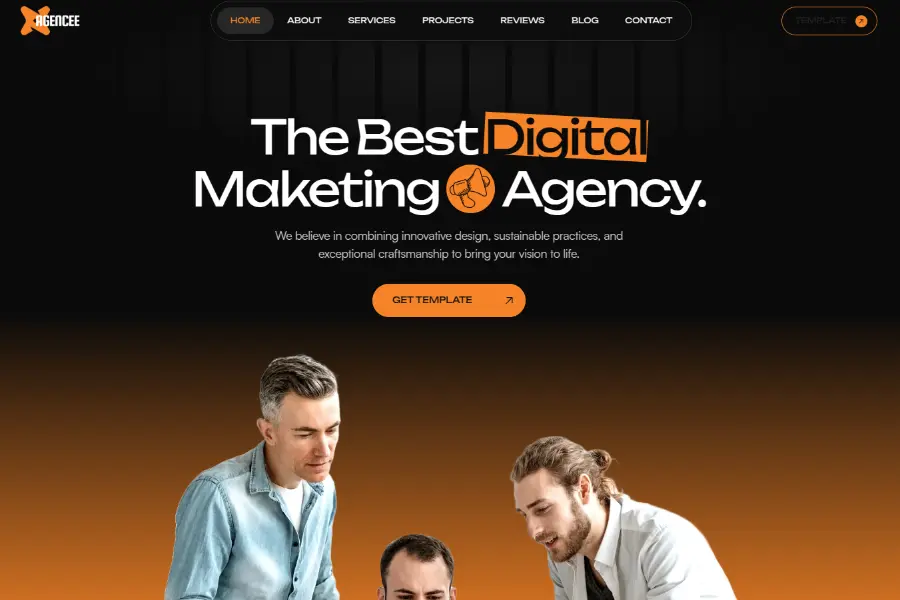 AGENCEE
HOME ABOUT SERVICES PROJECTS REVIEWS BLOG CONTACT
TEMPLATE
The Best Digital
Maketing Agency.
We believe in combining innovative design, sustainable practices, and
exceptional craftsmanship to bring your vision to life.
GET TEMPLATE